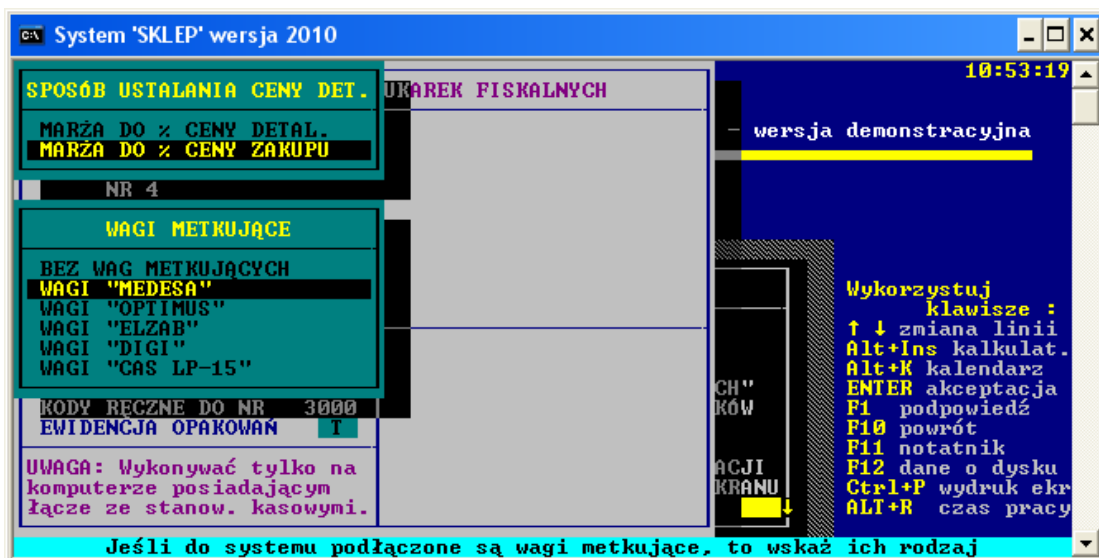 System 'SKLEP' wersja 2010
10:53:19
SPOSÓB USTALANIA CENY DET.
MARŻA DO % CENY DETAL.
MARŻA DO % CENY ZAKUPU
UKAREK FISKALNYCH
- wersja demonstracyjna
NR 4
WAGI METKUJĄCE
BEZ WAG METKUJĄCYCH
WAGI "MEDESA"
WAGI "OPTIMUS"
WAGI "ELZAB"
WAGI "DIGI"
WAGI "CAS LP-15"
KODY RĘCZNE DO NR 3000
EWIDENCJA OPAKOWAŃ T
UWAGA: Wykonywać tylko na
komputerze posiadającym
łącze ze stanow. kasowymi.
CH"
KÓW
ACJI
KRANU
Wykorzystuj
klawisze :
↑ ↓ zmiana linii
Alt+Ins kalkulat.
Alt+K kalendarz
ENTER akceptacja
F1 podpowiedź
F10 powrót
F11 notatnik
F12 dane o dysku
Ctrl+P wydruk ekr
ALT+R czas pracy
Jeśli do systemu podłączone są wagi metkujące, to wskaż ich rodzaj